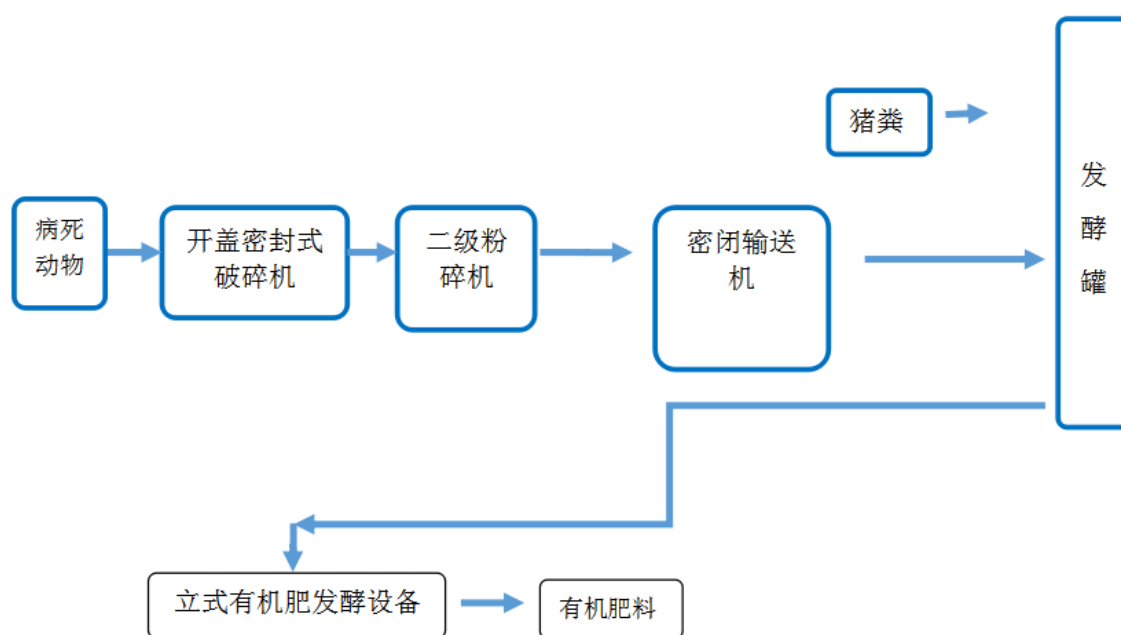 猪粪
发
酵
罐
病死
动物
开盖密封式
破碎机
二级粉
碎机
密闭输送
机
立式有机肥发酵设备
有机肥料